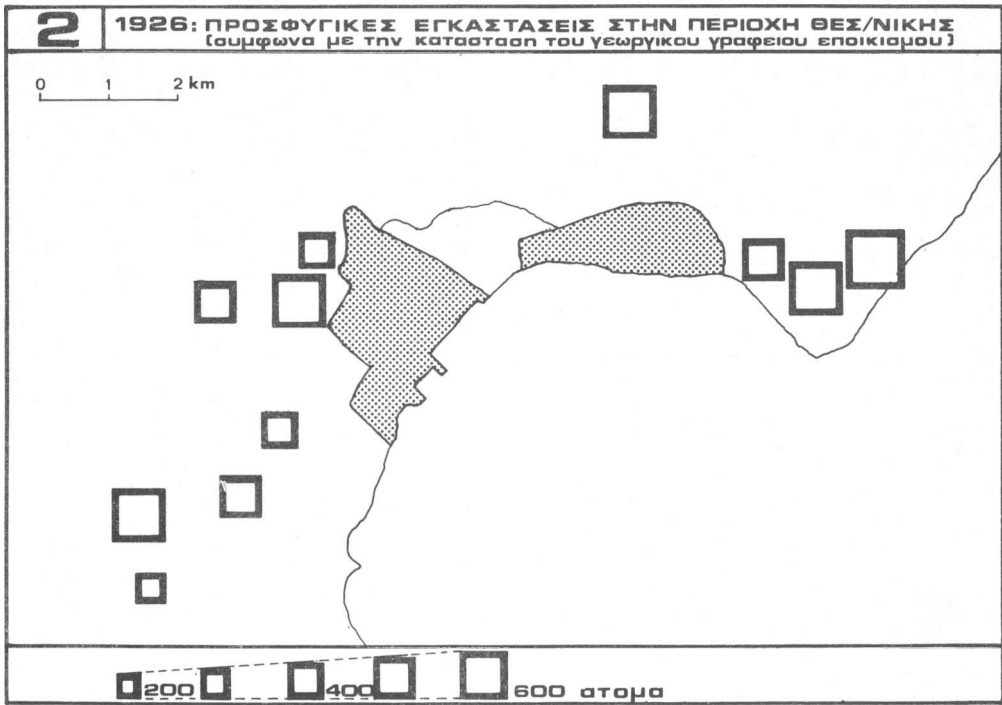 2
1926: ΠΡΟΣΦΥΓΙΚΕΣ ΕΓΚΑΣΤΑΣΕΙΣ ΣΤΗΝ ΠΕΡΙΟΧΗ ΘΕΣ/ΝΙΚΗΣ
(συμφωνα με την κατασταση του γεωργικου γραφειου εποικισμου)
0 1 2 km
200 400 600 ατομα